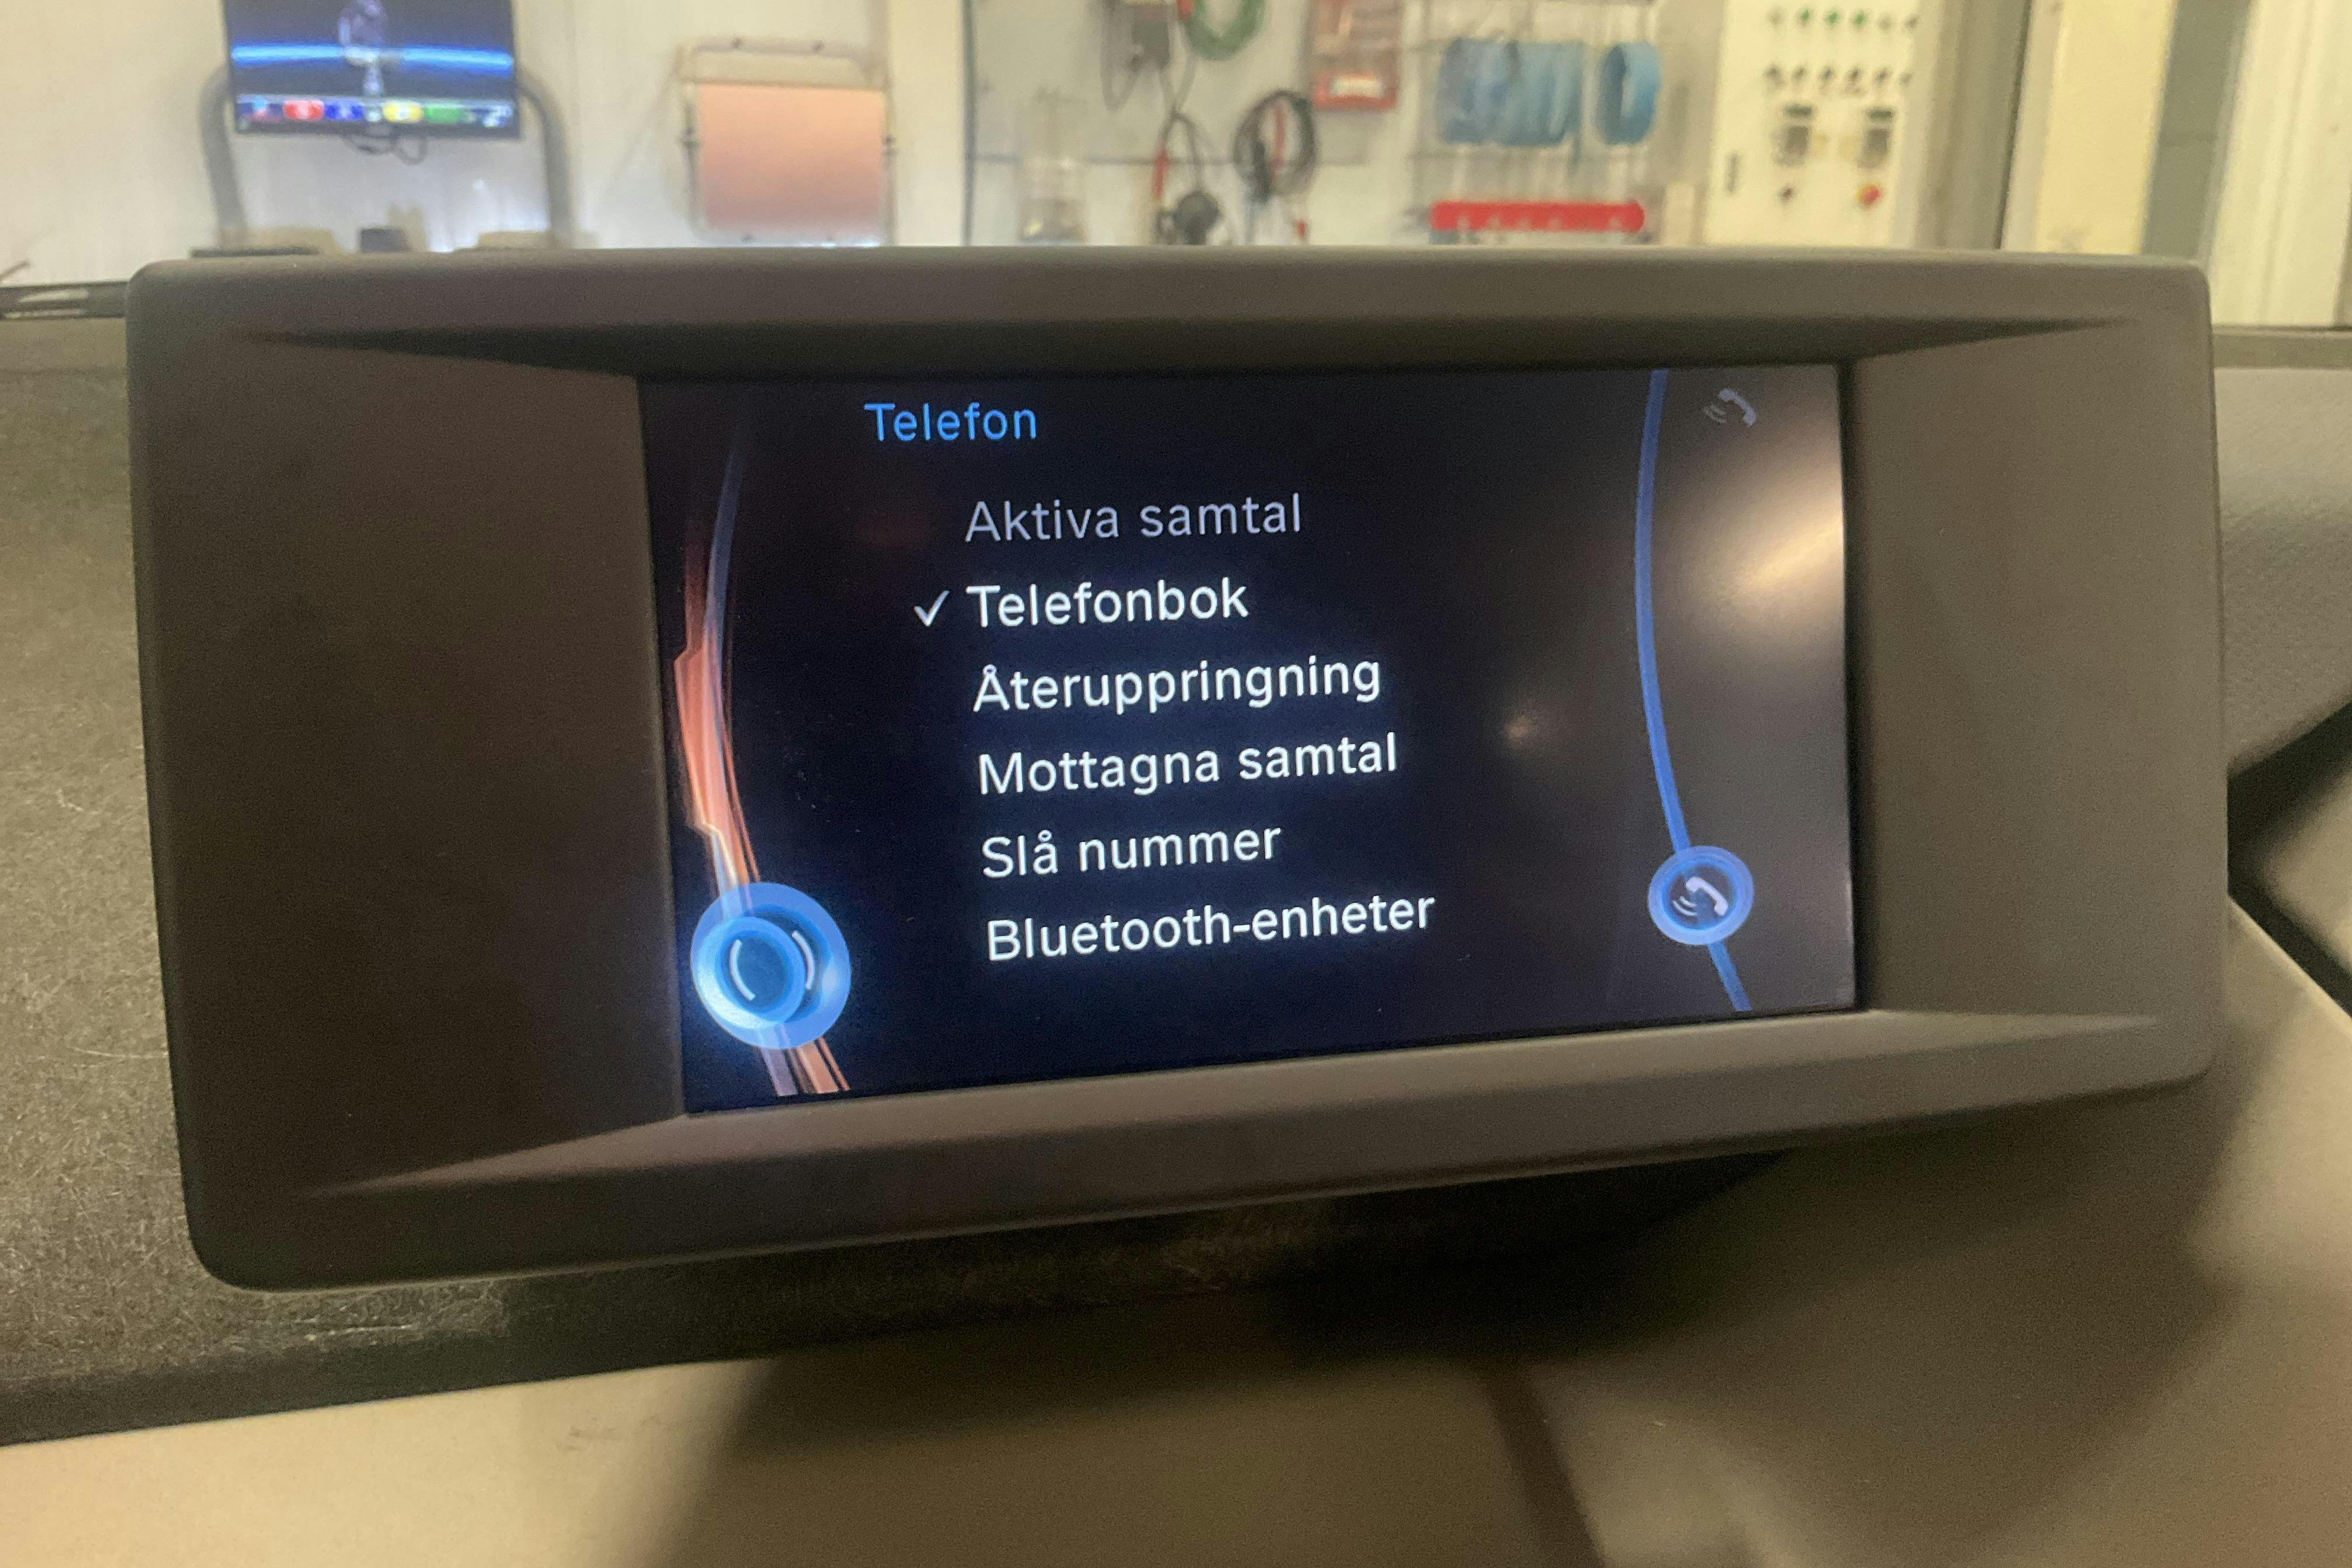 Telefon
Aktiva samtal
✓ Telefonbok
Återuppringning
Mottagna samtal
Slå nummer
Bluetooth-enheter